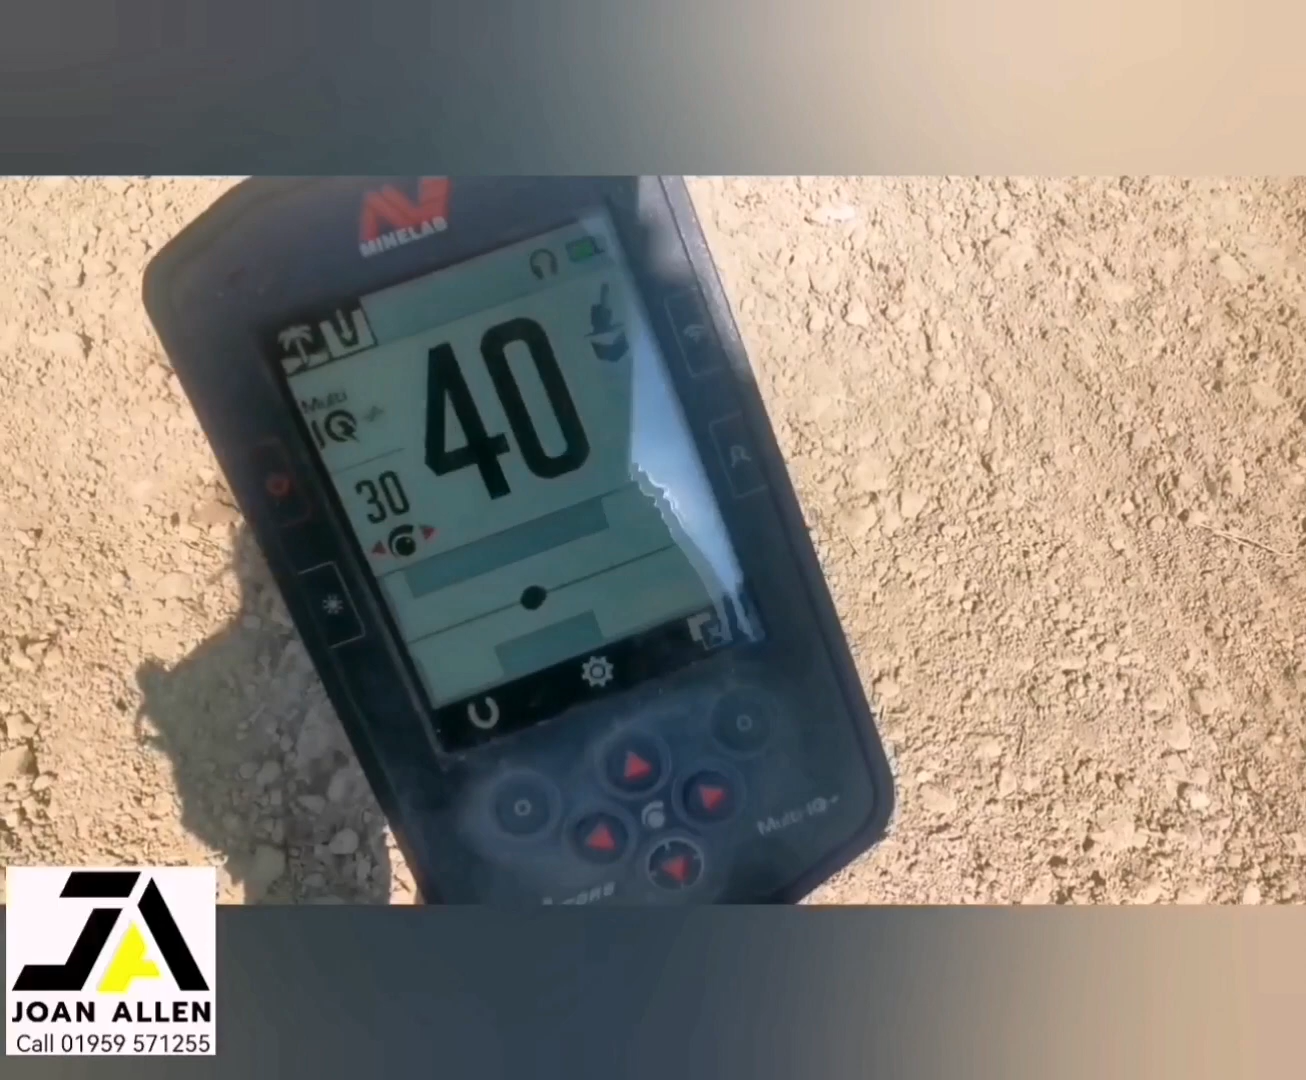 MINELAB
Multi
IQ
40
30
Multi-IQ+
JOAN ALLEN
Call 01959 571255